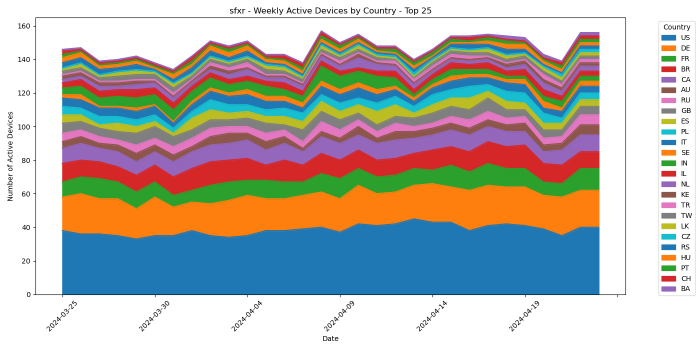 sfxr - Weekly Active Devices by Country - Top 25
Number of Active Devices
160
140
120
100
80
60
40
20
0
2024-03-25
2024-03-30
2024-04-04
2024-04-09
2024-04-14
2024-04-19
Date
Country
US
DE
FR
BR
CA
AU
RU
GB
ES
PL
IT
SE
IN
IL
NL
KE
TR
TW
LK
CZ
RS
HU
PT
CH
BA